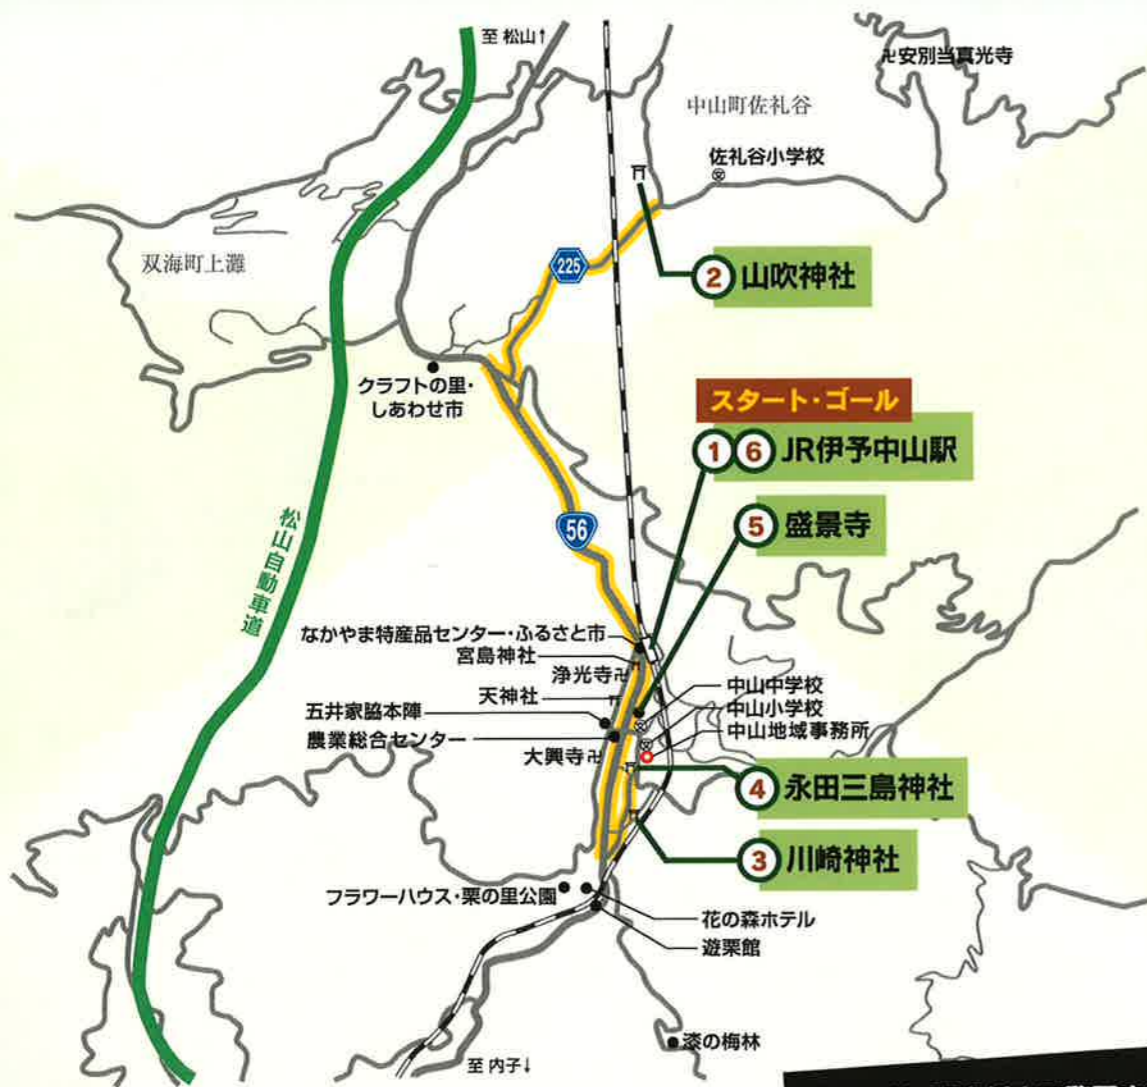 至 松山↑
卍安別当真光寺
中山町佐礼谷
佐礼谷小学校
双海町上灘
225
② 山吹神社
クラフトの里・
しあわせ市
スタート・ゴール
① ⑥ JR伊予中山駅
⑤ 盛景寺
56
松山自動車道
なかやま特産品センター・ふるさと市
宮島神社
浄光寺卍
天神社
中山中学校
五井家脇本陣
中山小学校
農業総合センター
中山地域事務所
大興寺卍
④ 永田三島神社
③ 川崎神社
フラワーハウス・栗の里公園
花の森ホテル
遊栗館
漆の梅林
至 内子↓